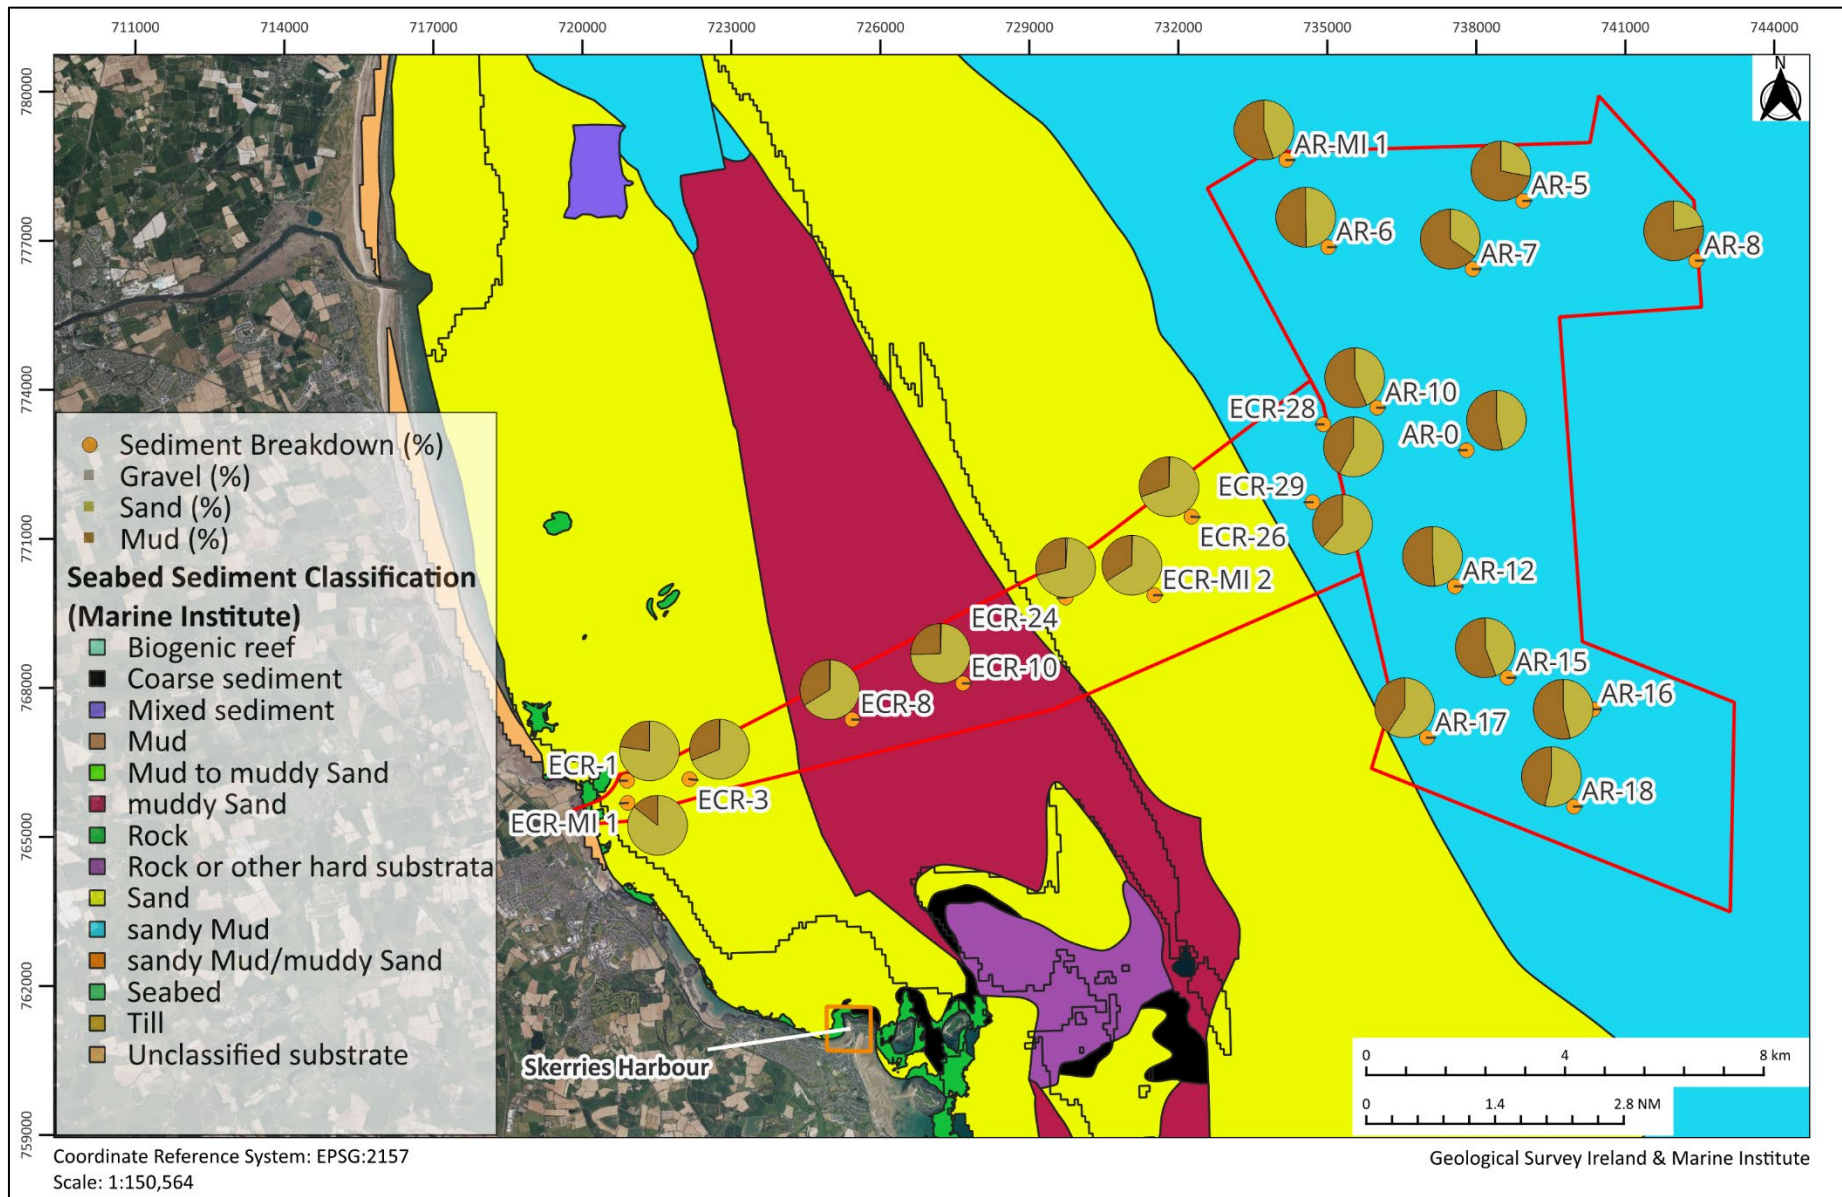 711000 714000 717000 720000 723000 726000 729000 732000 735000 738000 741000 744000
780000
777000
774000
771000
768000
765000
762000
759000
N
AR-MI 1
AR-5
AR-6
AR-7
AR-8
AR-10
ECR-28
AR-0
ECR-29
ECR-26
AR-12
ECR-MI 2
ECR-24
ECR-10
AR-15
AR-16
ECR-8
AR-17
ECR-1
ECR-3
AR-18
ECR-MI 1
Skerries Harbour
Sediment Breakdown (%)
Gravel (%)
Sand (%)
Mud (%)
Seabed Sediment Classification
(Marine Institute)
Biogenic reef
Coarse sediment
Mixed sediment
Mud
Mud to muddy Sand
muddy Sand
Rock
Rock or other hard substrata
Sand
sandy Mud
sandy Mud/muddy Sand
Seabed
Till
Unclassified substrate
0 4 8 km
0 1.4 2.8 NM
Coordinate Reference System: EPSG:2157
Scale: 1:150,564
Geological Survey Ireland & Marine Institute